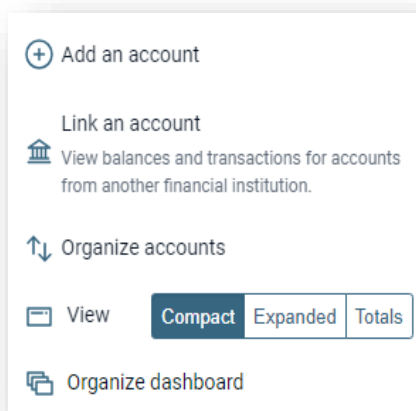 Add an account
Link an account
View balances and transactions for accounts
from another financial institution.
Organize accounts
View Compact Expanded Totals
Organize dashboard